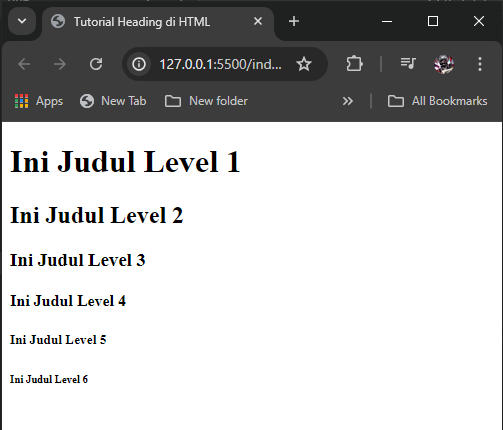 Tutorial Heading di HTML
127.0.0.1:5500/ind...
Apps New Tab New folder All Bookmarks
Ini Judul Level 1
Ini Judul Level 2
Ini Judul Level 3
Ini Judul Level 4
Ini Judul Level 5
Ini Judul Level 6